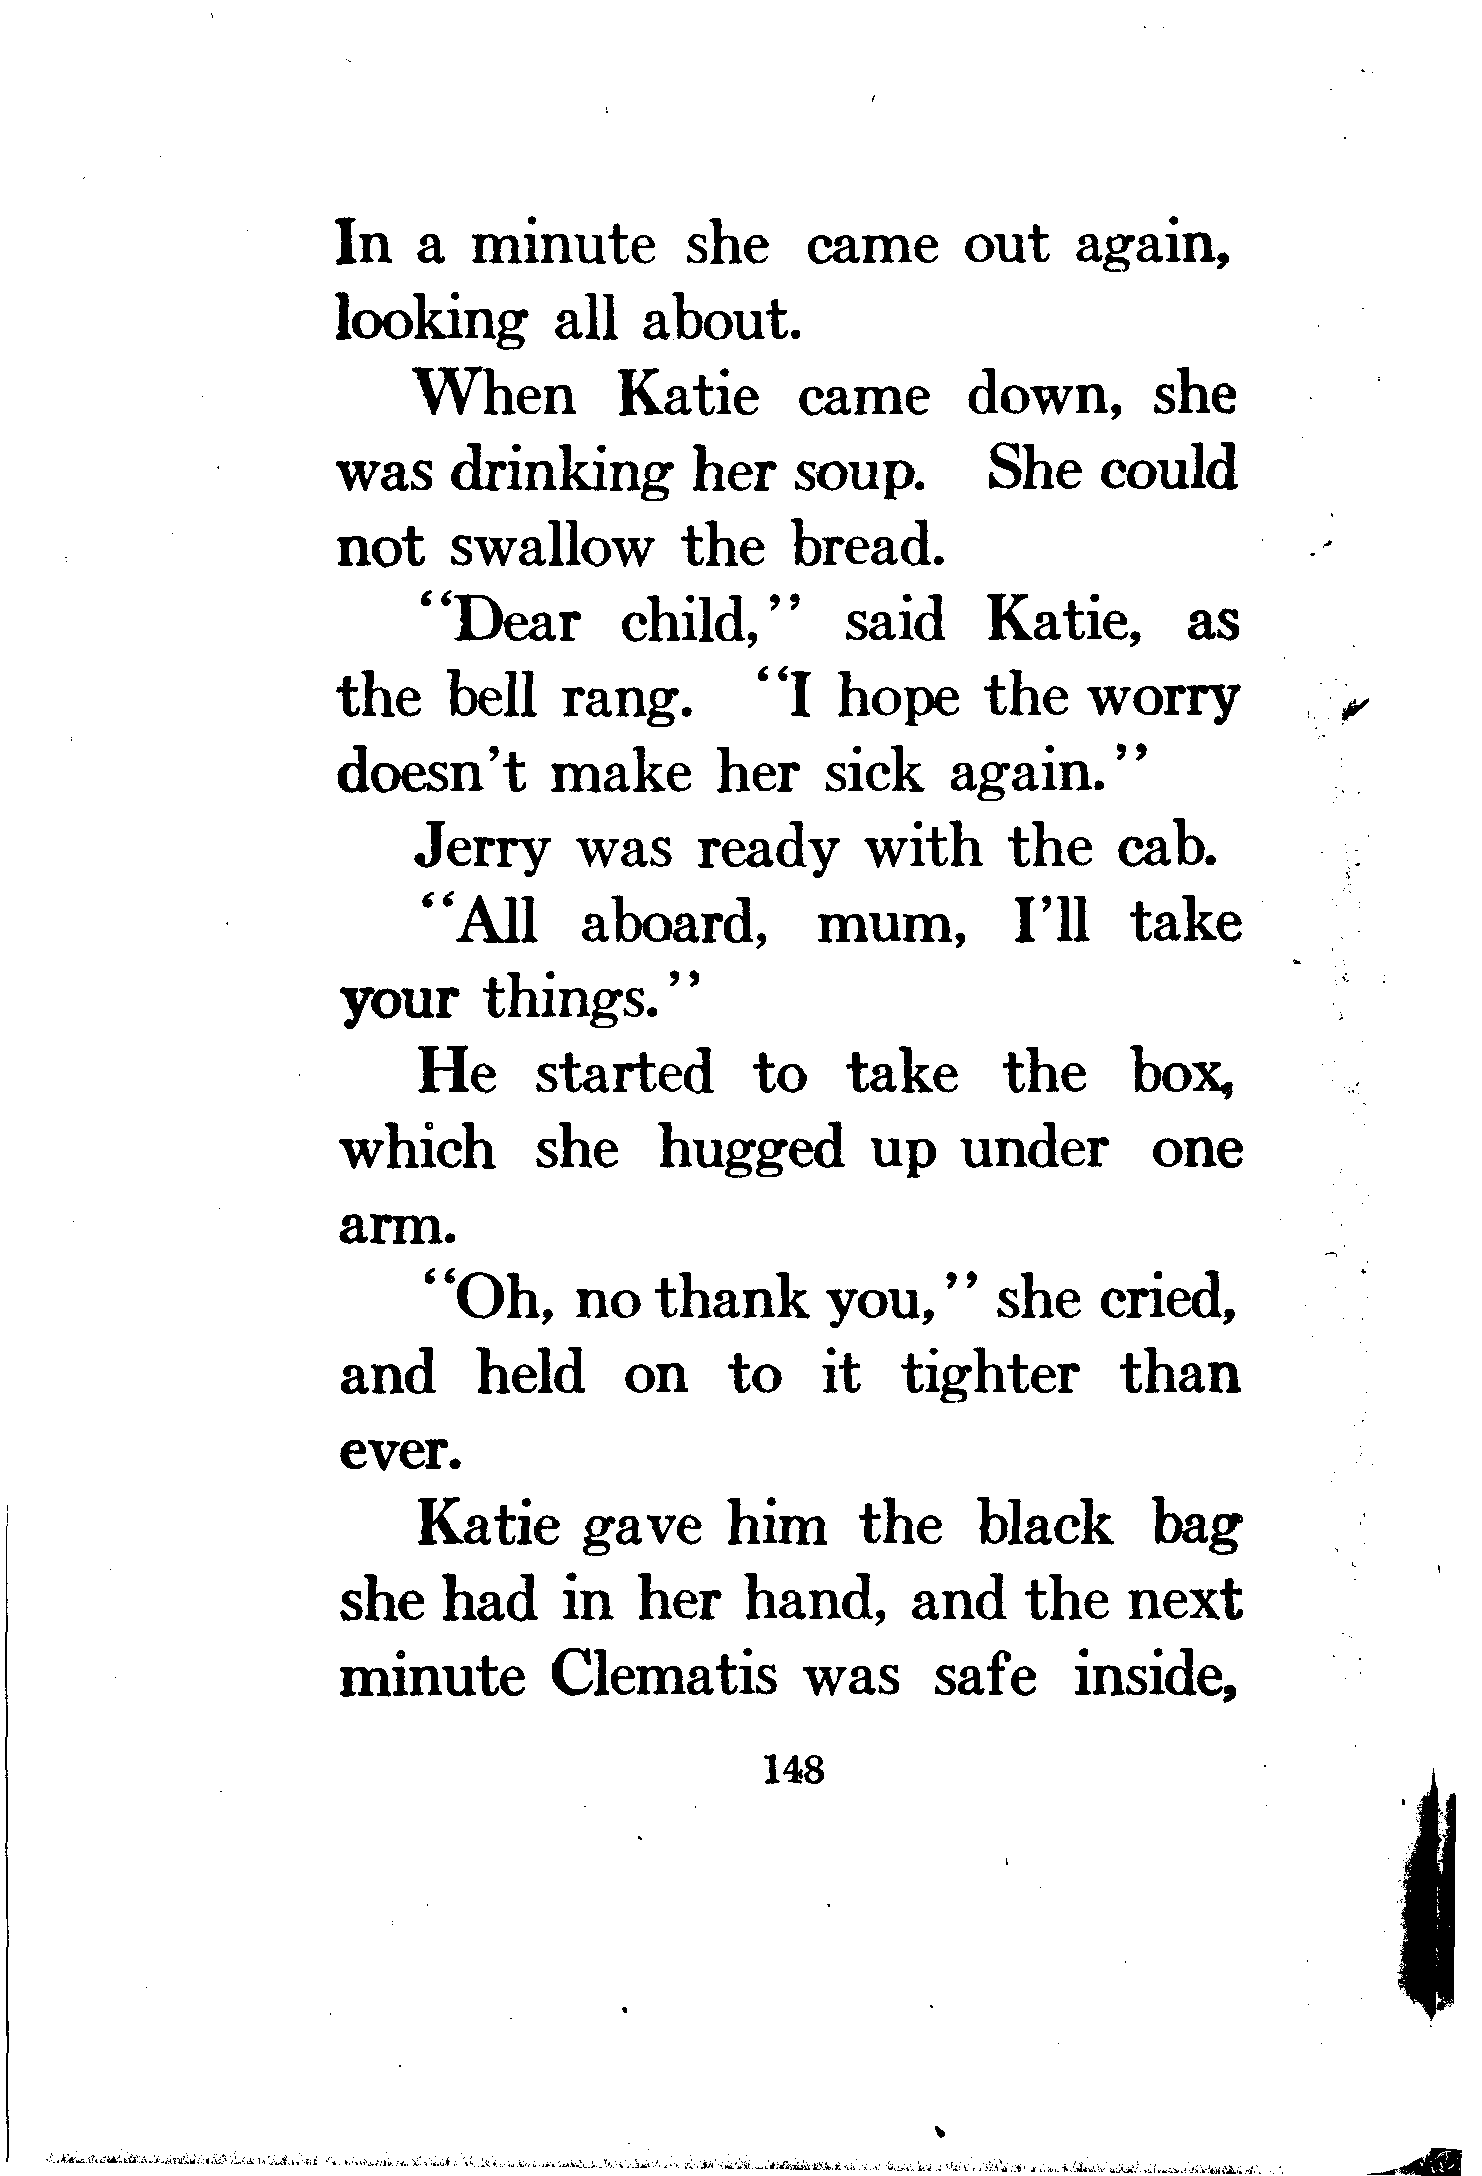 In a minute she came out again,
looking all about.
When Katie came down, she
was drinking her soup. She could
not swallow the bread.
"Dear child," said Katie, as
the bell rang. "I hope the worry
doesn't make her sick again."
Jerry was ready with the cab.
"All aboard, mum, I'll take
your things."
He started to take the box,
which she hugged up under one
arm.
"Oh, no thank you," she cried,
and held on to it tighter than
ever.
Katie gave him the black bag
she had in her hand, and the next
minute Clematis was safe inside,
148